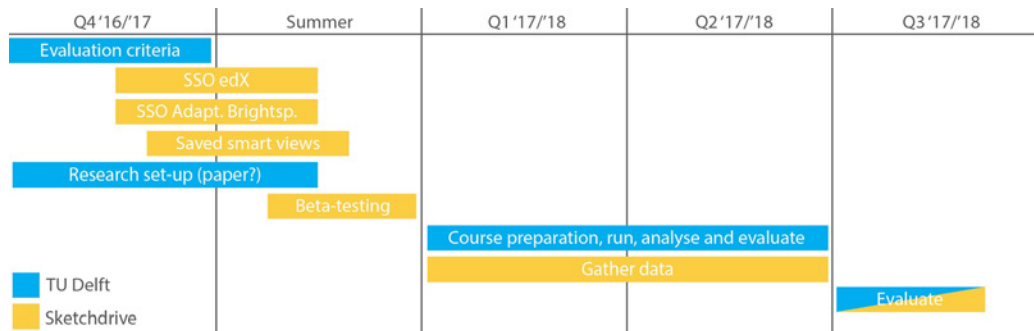 Q4 ‘16/’17 Summer Q1 ‘17/’18 Q2 ‘17/’18 Q3 ‘17/’18
Evaluation criteria
SSO edX
SSO Adapt. Brightsp.
Saved smart views
Research set-up (paper?)
Beta-testing
Course preparation, run, analyse and evaluate
Gather data
TU Delft
Evaluate
Sketchdrive